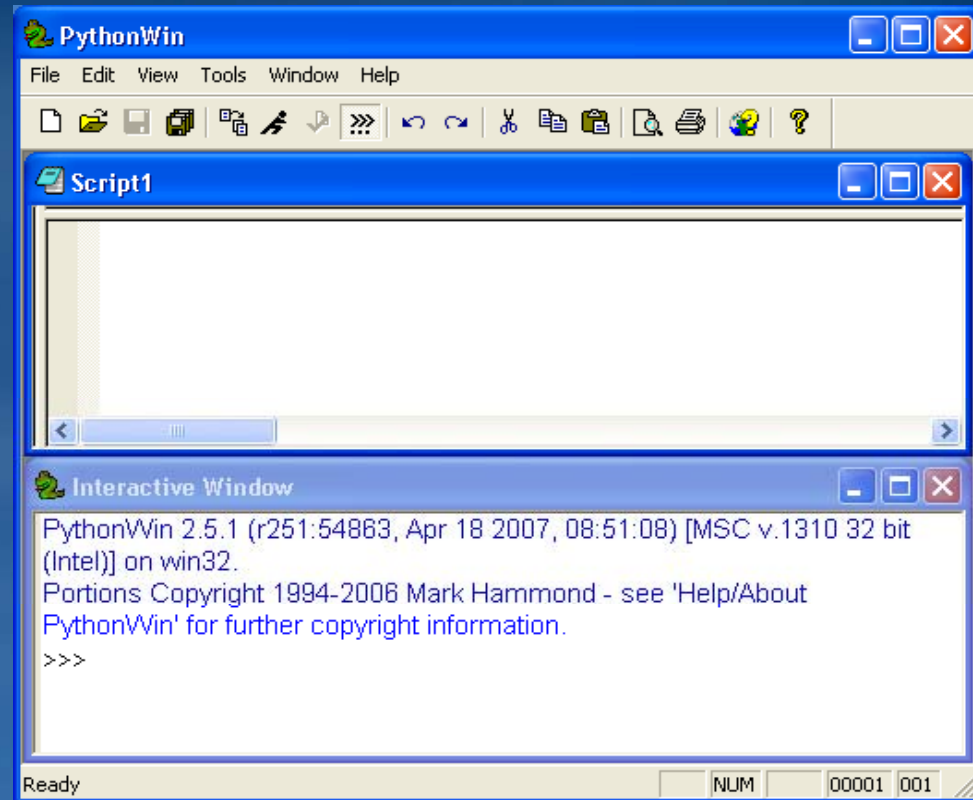 PythonWin
File Edit View Tools Window Help
>>> ?
Script1
Interactive Window
PythonWin 2.5.1 (r251:54863, Apr 18 2007, 08:51:08) [MSC v.1310 32 bit
(Intel)] on win32.
Portions Copyright 1994-2006 Mark Hammond - see 'Help/About
PythonWin' for further copyright information.
>>>
Ready NUM 00001 001